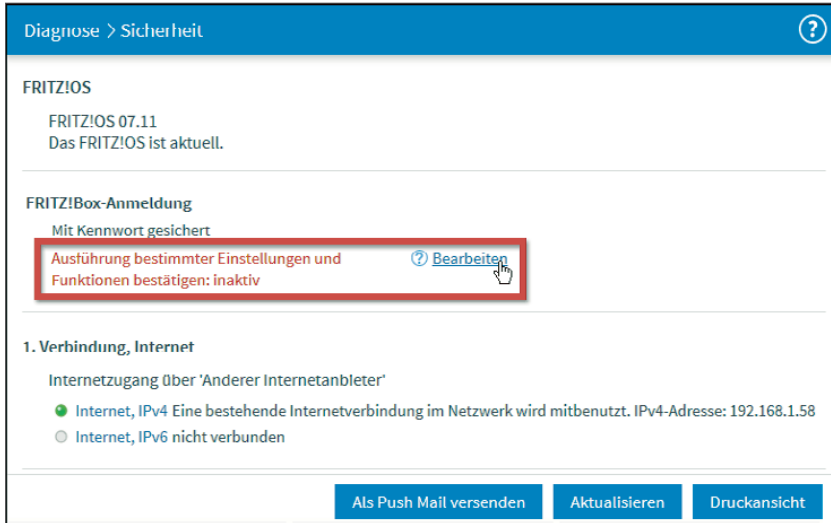 Diagnose > Sicherheit
FRITZ!OS
FRITZ!OS 07.11
Das FRITZ!OS ist aktuell.
FRITZ!Box-Anmeldung
Mit Kennwort gesichert
Ausführung bestimmter Einstellungen und Bearbeiten
Funktionen bestätigen: inaktiv
1. Verbindung, Internet
Internetzugang über 'Anderer Internetanbieter'
Internet, IPv4 Eine bestehende Internetverbindung im Netzwerk wird mitbenutzt. IPv4-Adresse: 192.168.1.58
Internet, IPv6 nicht verbunden
Als Push Mail versenden Aktualisieren Druckansicht